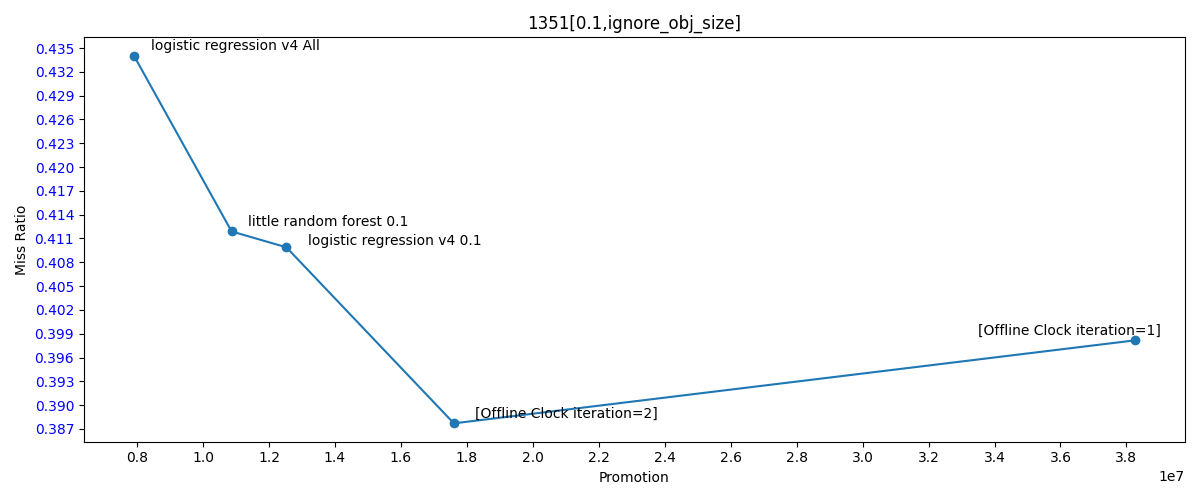 1351[0.1,ignore_obj_size]
0.435
0.432
0.429
0.426
0.423
0.420
0.417
0.414
0.411
0.408
0.405
0.402
0.399
0.396
0.393
0.390
0.387
Miss Ratio
logistic regression v4 All
little random forest 0.1
logistic regression v4 0.1
[Offline Clock iteration=1]
[Offline Clock iteration=2]
0.8 1.0 1.2 1.4 1.6 1.8 2.0 2.2 2.4 2.6 2.8 3.0 3.2 3.4 3.6 3.8
Promotion
1e7